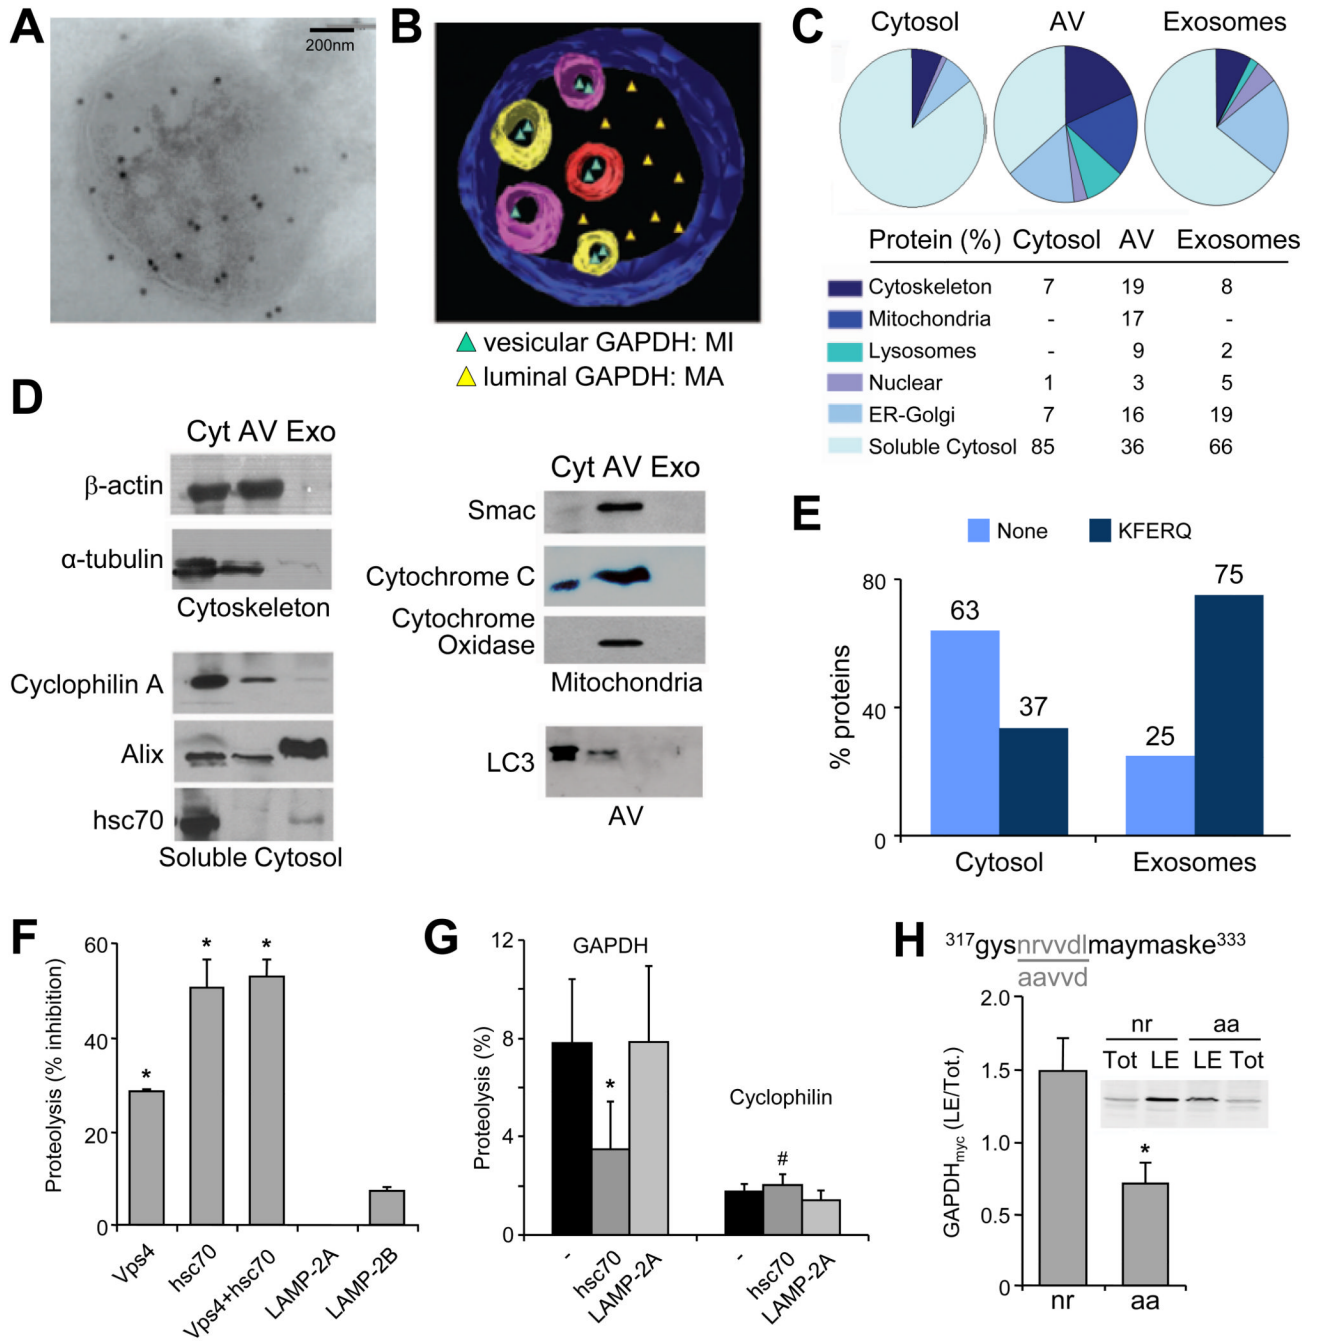 A
200nm
B
vesicular GAPDH: MI
luminal GAPDH: MA
C
Cytosol AV Exosomes
Protein (%) Cytosol AV Exosomes
Cytoskeleton 7 19 8
Mitochondria - 17 -
Lysosomes - 9 2
Nuclear 1 3 5
ER-Golgi 7 16 19
Soluble Cytosol 85 36 66
D
Cyt AV Exo
β-actin
α-tubulin
Cytoskeleton
Cyclophilin A
Alix
hsc70
Soluble Cytosol
Cyt AV Exo
Smac
Cytochrome C
Cytochrome
Oxidase
Mitochondria
LC3
AV
E
None KFERQ
% proteins
80
40
0
63
37
25
75
Cytosol Exosomes
F
Proteolysis (% inhibition)
60
40
20
0
* * *
Vps4
hsc70
Vps4+hsc70
LAMP-2A
LAMP-2B
G
Proteolysis (%)
12
8
4
0
GAPDH
*
Cyclophilin
#
-
hsc70
LAMP-2A
-
hsc70
LAMP-2A
H
³¹⁷gysnrvvdlmaymaske³³³
aavvd
GAPDHmyc (LE/Tot.)
2.0
1.5
1.0
0.5
0
nr aa
Tot LE LE Tot
*
nr aa